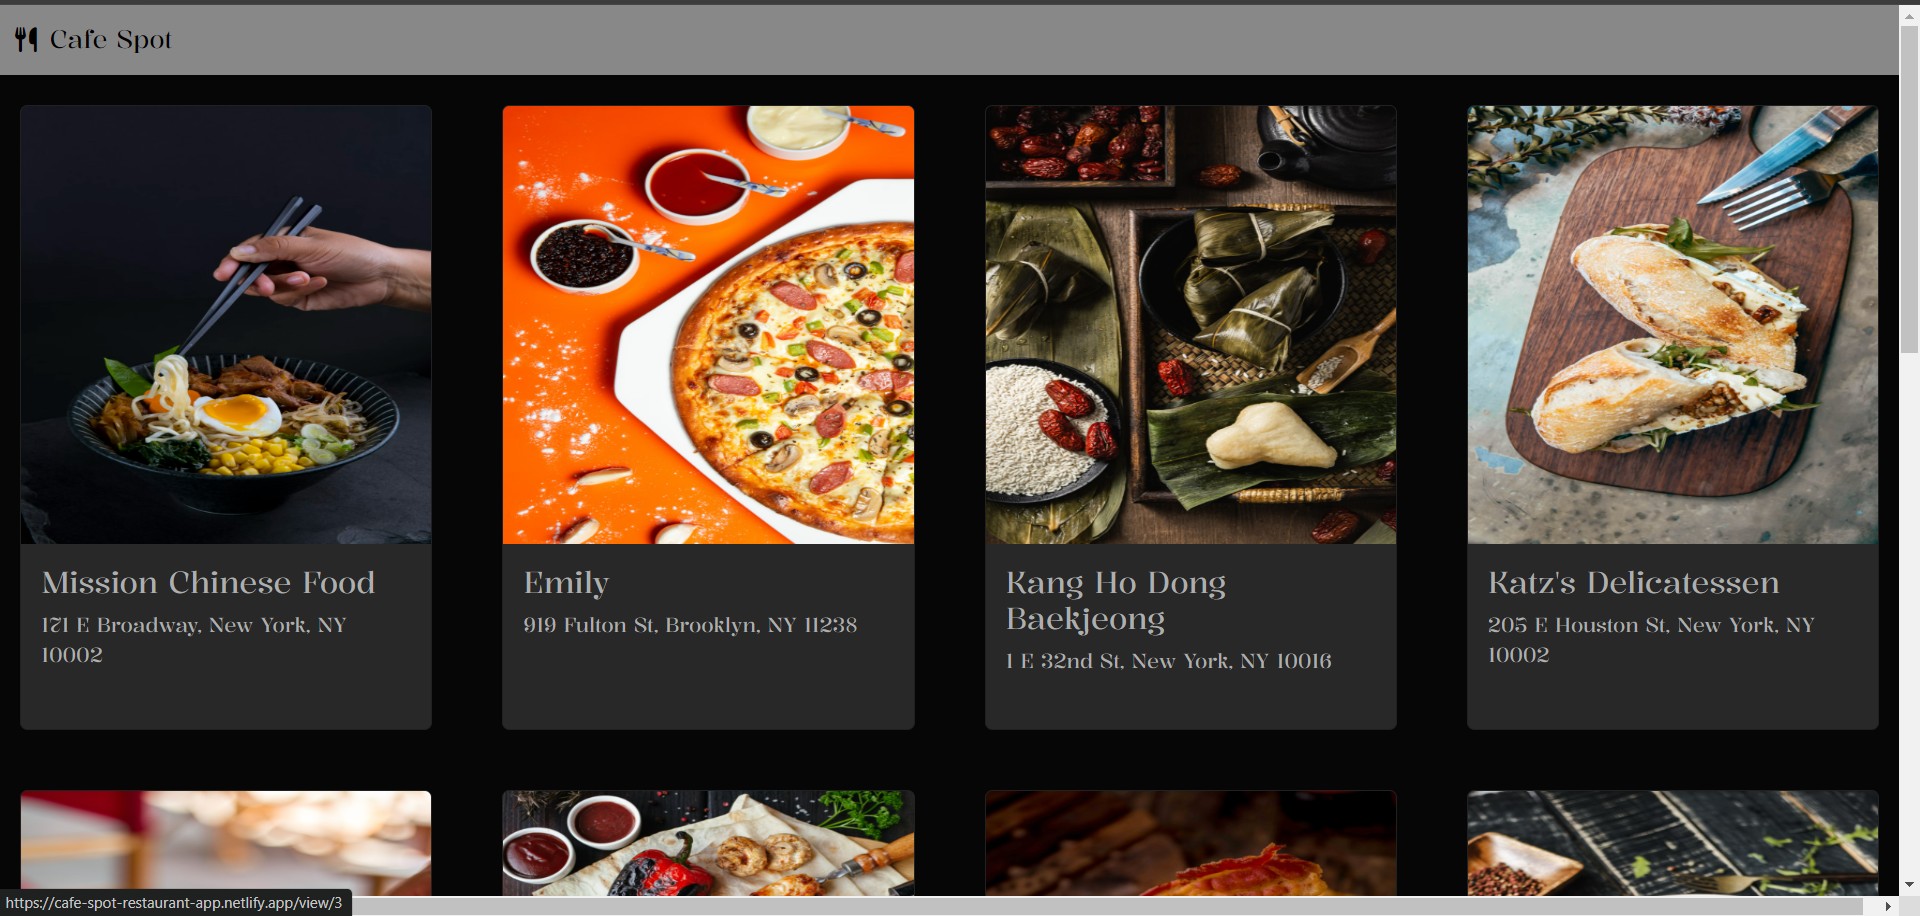 Cafe Spot
Mission Chinese Food
171 E Broadway, New York, NY
10002
Emily
919 Fulton St, Brooklyn, NY 11238
Kang Ho Dong
Baekjeong
1 E 32nd St, New York, NY 10016
Katz's Delicatessen
205 E Houston St, New York, NY
10002
https://cafe-spot-restaurant-app.netlify.app/view/3